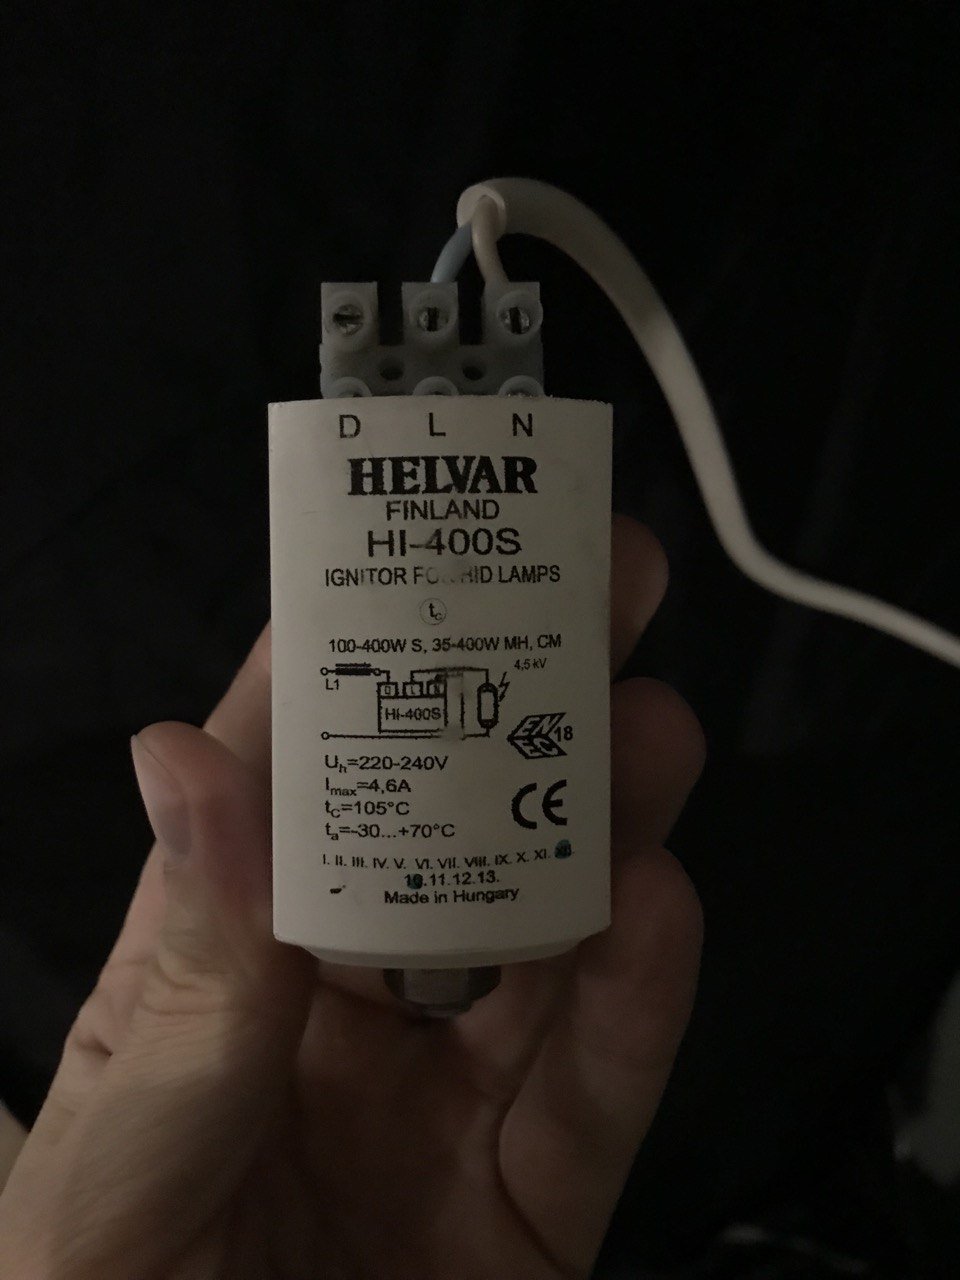 D L N
HELVAR
FINLAND
HI-400S
IGNITOR HID LAMPS
tc
100-400W S, 35-400W MH, CM
4,5 kV
L1
D L
HI-400S
EN
EC
18
Uh=220-240V
Imax=4,6A
tc=105°C
ta=-30...+70°C
CE
I. II. III. IV. V. VI. VII. VIII. IX. X. XI.
10.11.12.13.
Made in Hungary